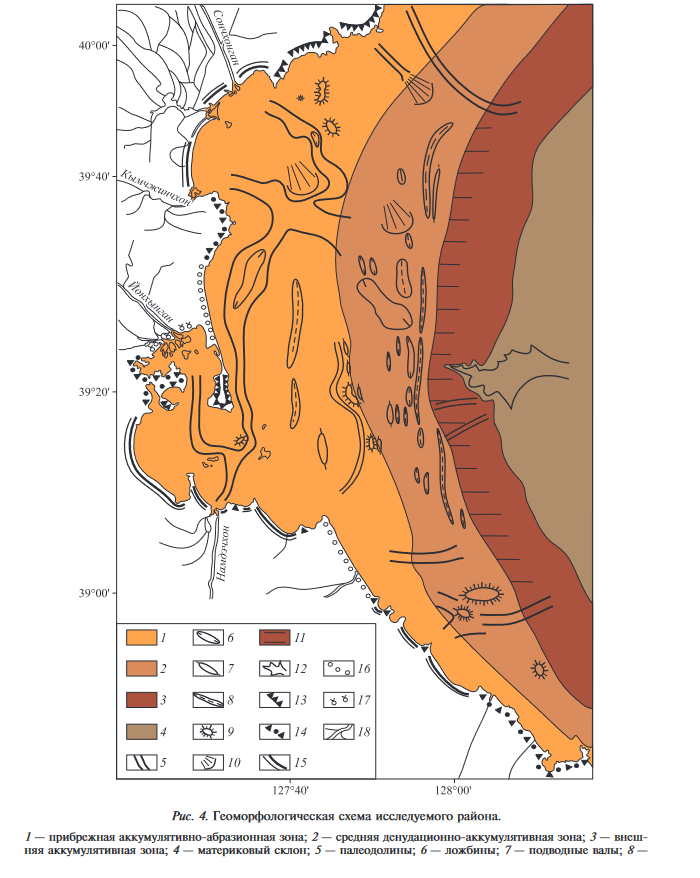 Сончхонган
40°00′
39°40′
Кымчжинчхон
Йонхынган
39°20′
Намдэчхон
39°00′
1 6 11
2 7 12 16
3 8 13 17
4 9 14 18
5 10 15
127°40′ 128°00′
Рис. 4. Геоморфологическая схема исследуемого района.
1 — прибрежная аккумулятивно-абразионная зона; 2 — средняя денудационно-аккумулятивная зона; 3 — внеш-
няя аккумулятивная зона; 4 — материковый склон; 5 — палеодолины; 6 — ложбины; 7 — подводные валы; 8 —